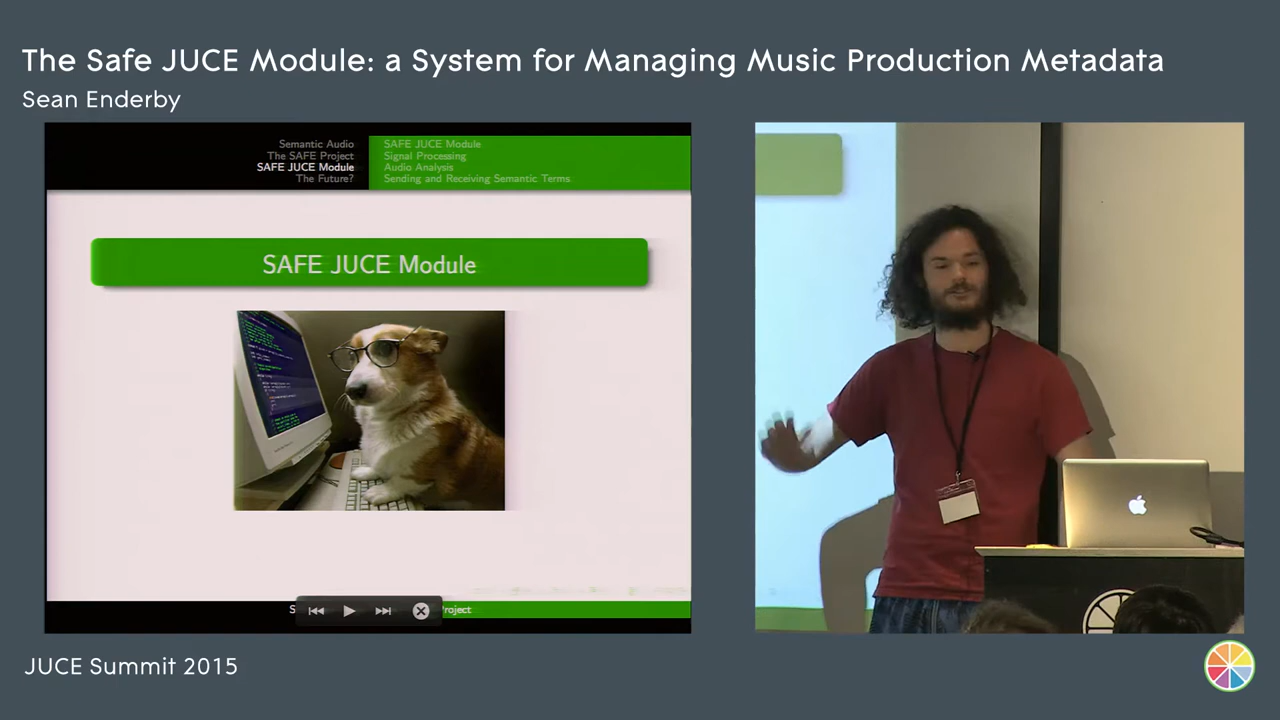 The Safe JUCE Module: a System for Managing Music Production Metadata
Sean Enderby
Semantic Audio
The SAFE Project
SAFE JUCE Module
The Future?
SAFE JUCE Module
Signal Processing
Audio Analysis
Sending and Receiving Semantic Terms
SAFE JUCE Module
JUCE Summit 2015